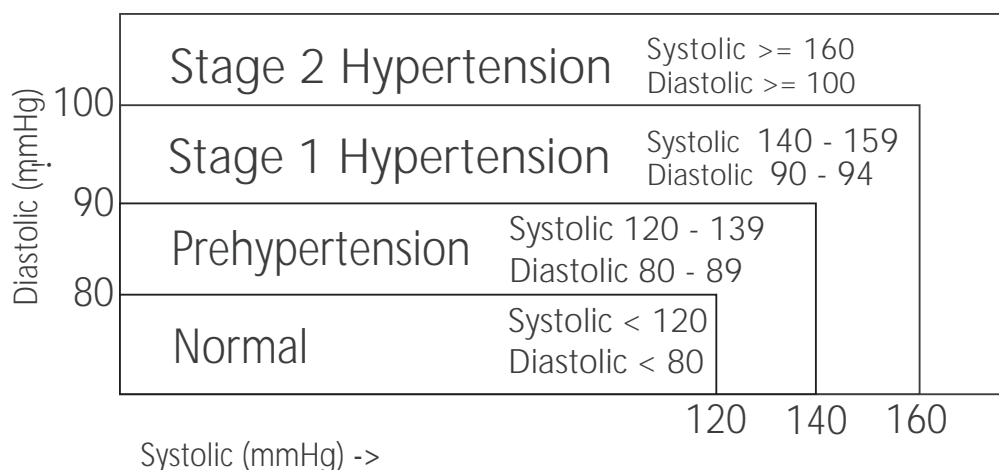 Stage 2 Hypertension
Systolic >= 160
Diastolic >= 100
100
Stage 1 Hypertension
Systolic 140 - 159
Diastolic 90 - 94
90
Prehypertension
Systolic 120 - 139
Diastolic 80 - 89
80
Normal
Systolic < 120
Diastolic < 80
Diastolic (mmHg)
120 140 160
Systolic (mmHg) ->